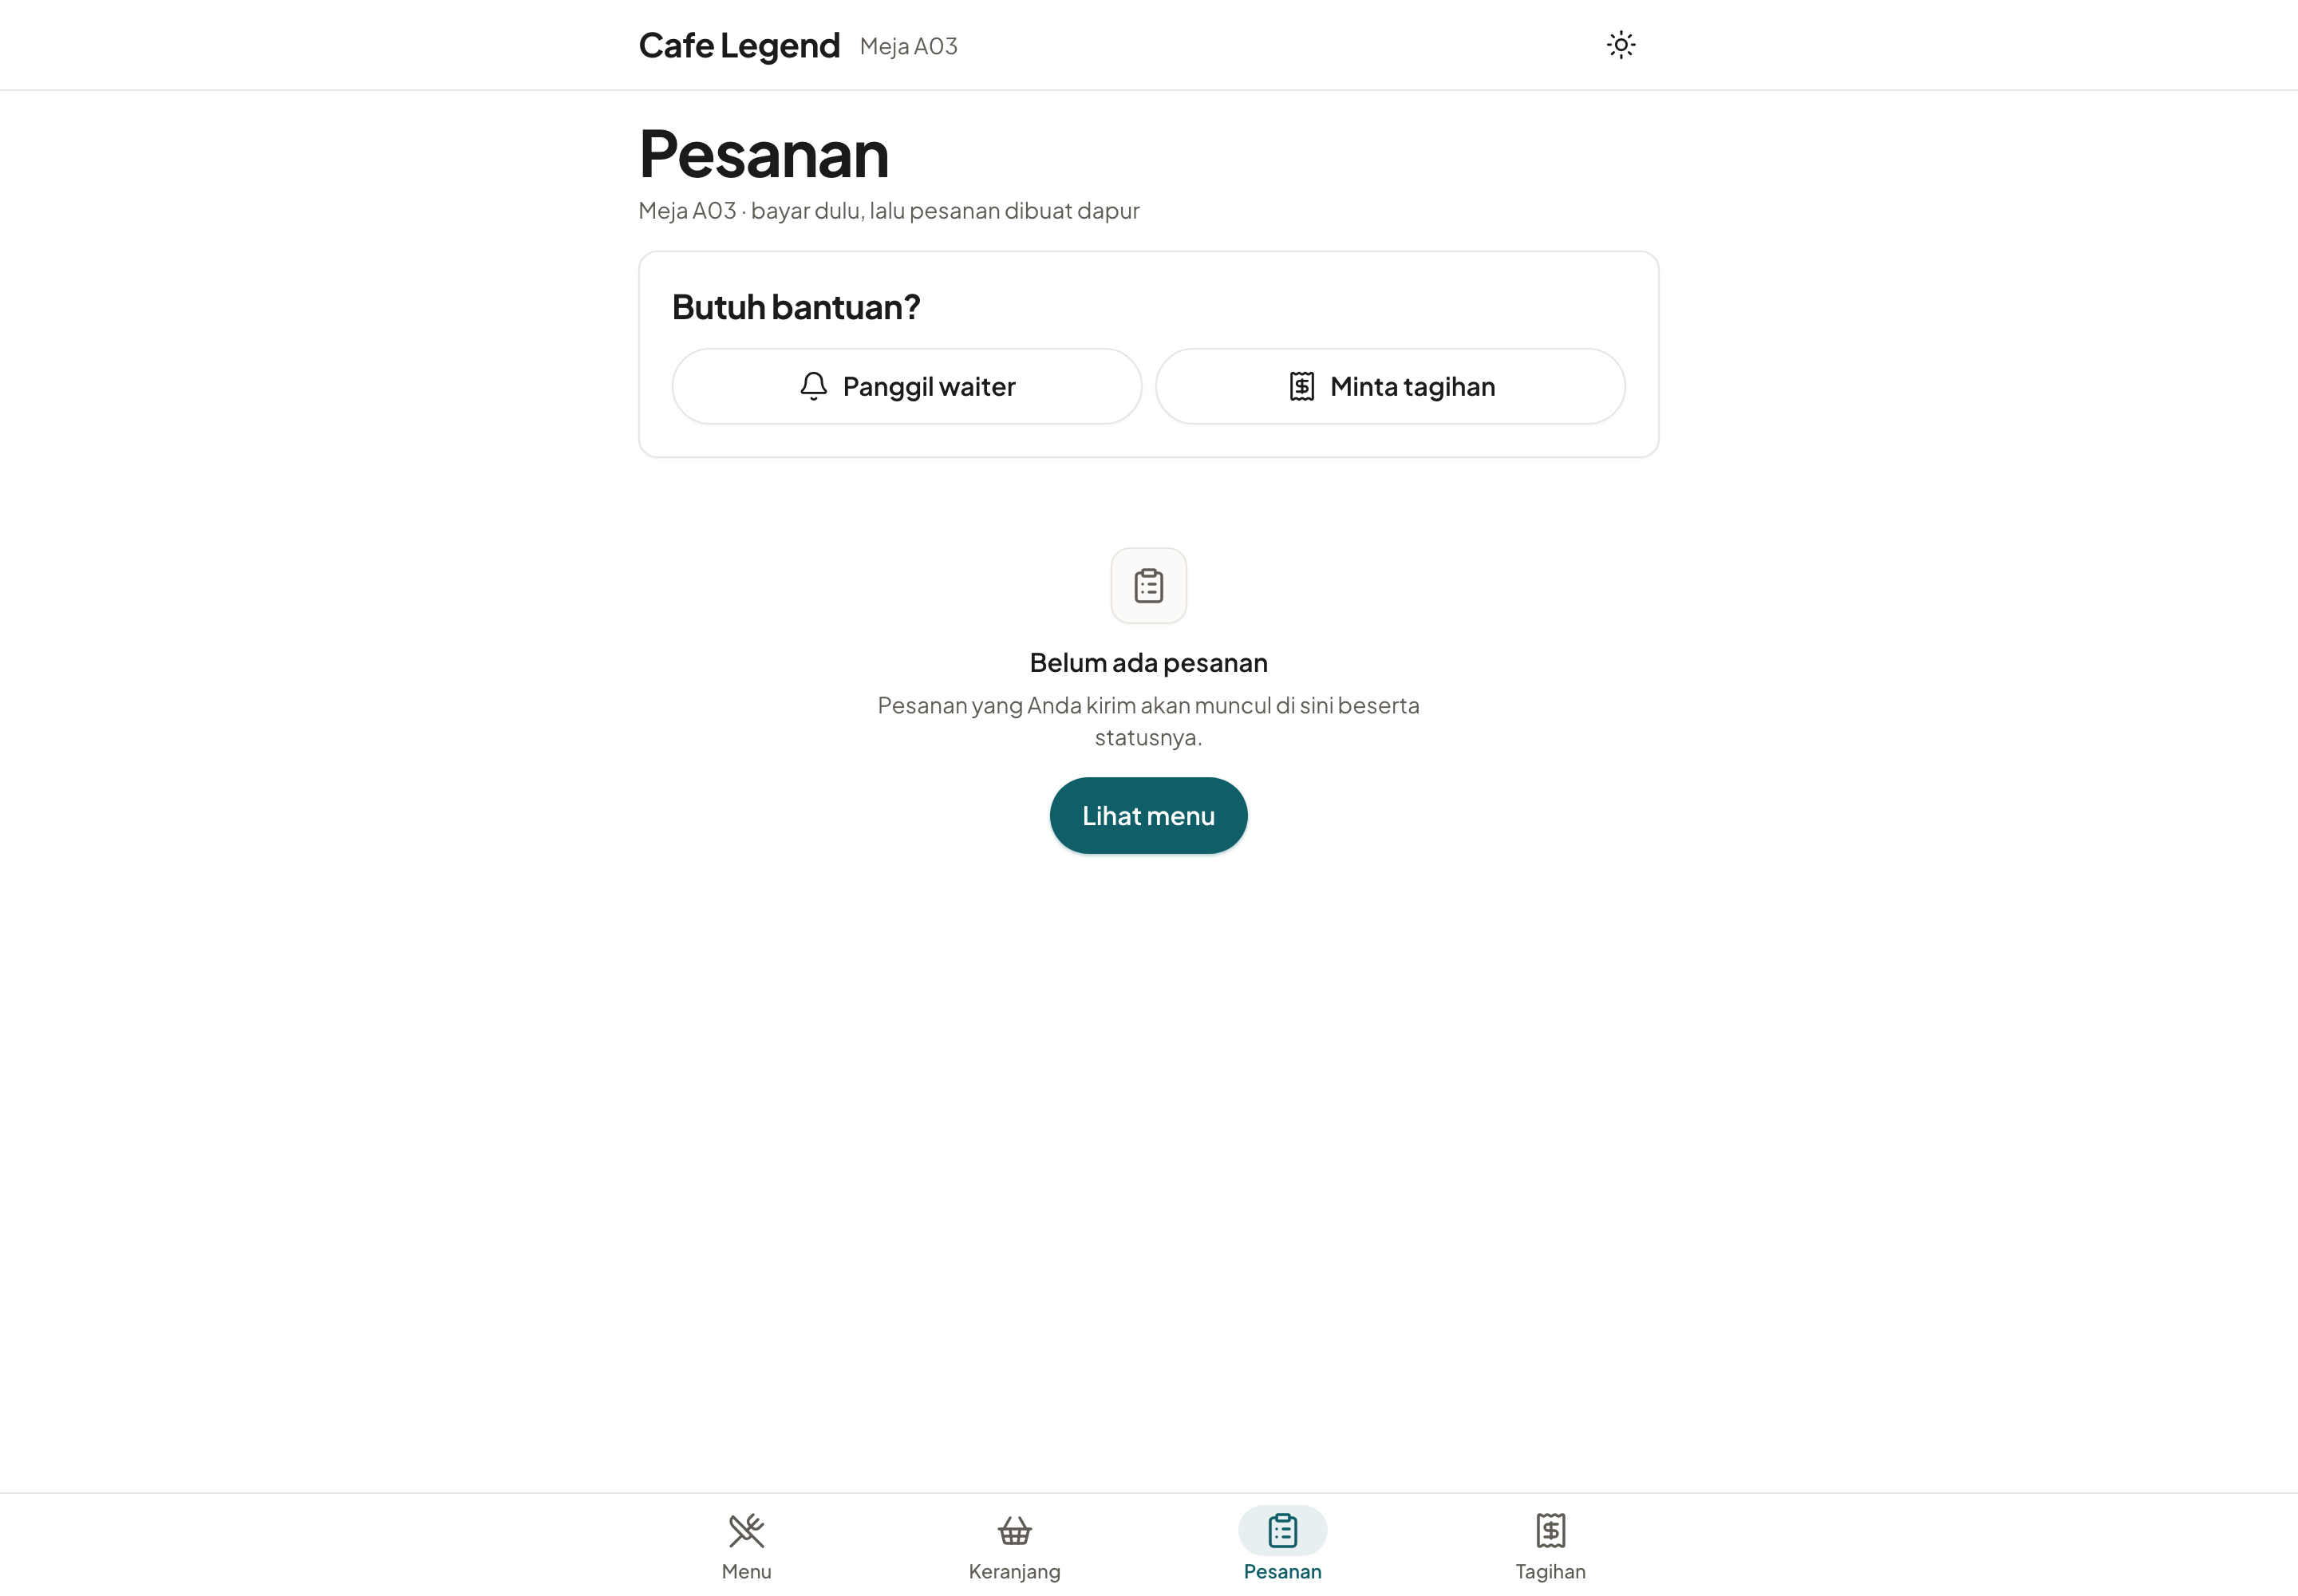 Cafe Legend Meja A03
Pesanan
Meja A03 · bayar dulu, lalu pesanan dibuat dapur
Butuh bantuan?
Panggil waiter
Minta tagihan
Belum ada pesanan
Pesanan yang Anda kirim akan muncul di sini beserta
statusnya.
Lihat menu
Menu
Keranjang
Pesanan
Tagihan